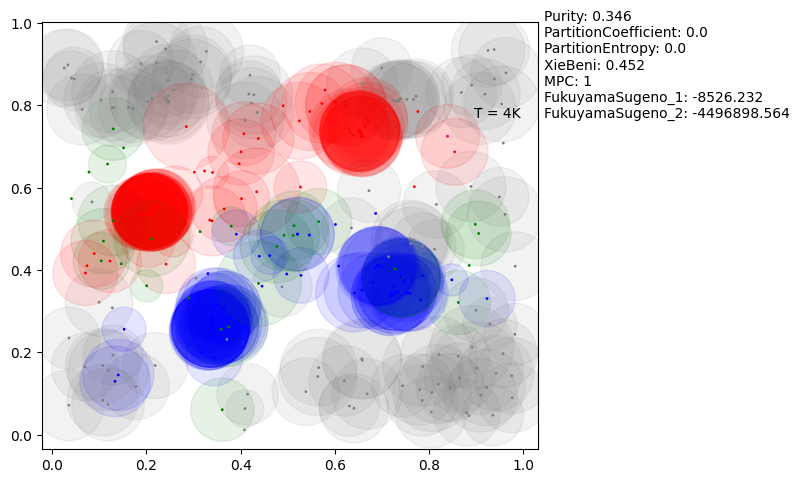 Purity: 0.346
PartitionCoefficient: 0.0
PartitionEntropy: 0.0
XieBeni: 0.452
MPC: 1
FukuyamaSugeno_1: -8526.232
FukuyamaSugeno_2: -4496898.564
T = 4K
1.0
0.8
0.6
0.4
0.2
0.0
0.0 0.2 0.4 0.6 0.8 1.0